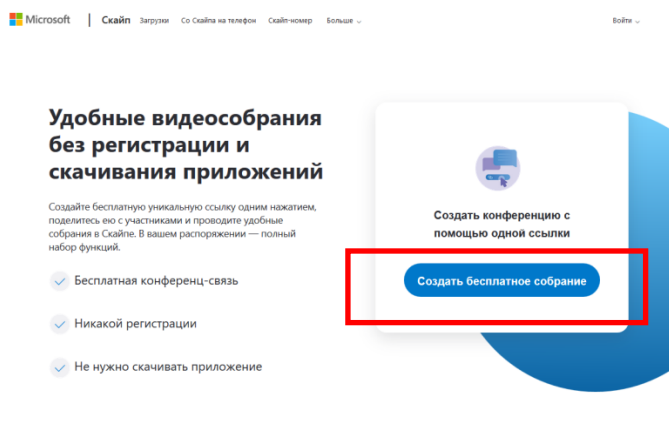 Microsoft | Скайп Загрузки Со Скайпа на телефон Скайп-номер Больше Войти
Удобные видеособрания
без регистрации и
скачивания приложений
Создайте бесплатную уникальную ссылку одним нажатием,
поделитесь ею с участниками и проводите удобные
собрания в Скайпе. В вашем распоряжении — полный
набор функций.
Бесплатная конференц-связь
Никакой регистрации
Не нужно скачивать приложение
Создать конференцию с
помощью одной ссылки
Создать бесплатное собрание